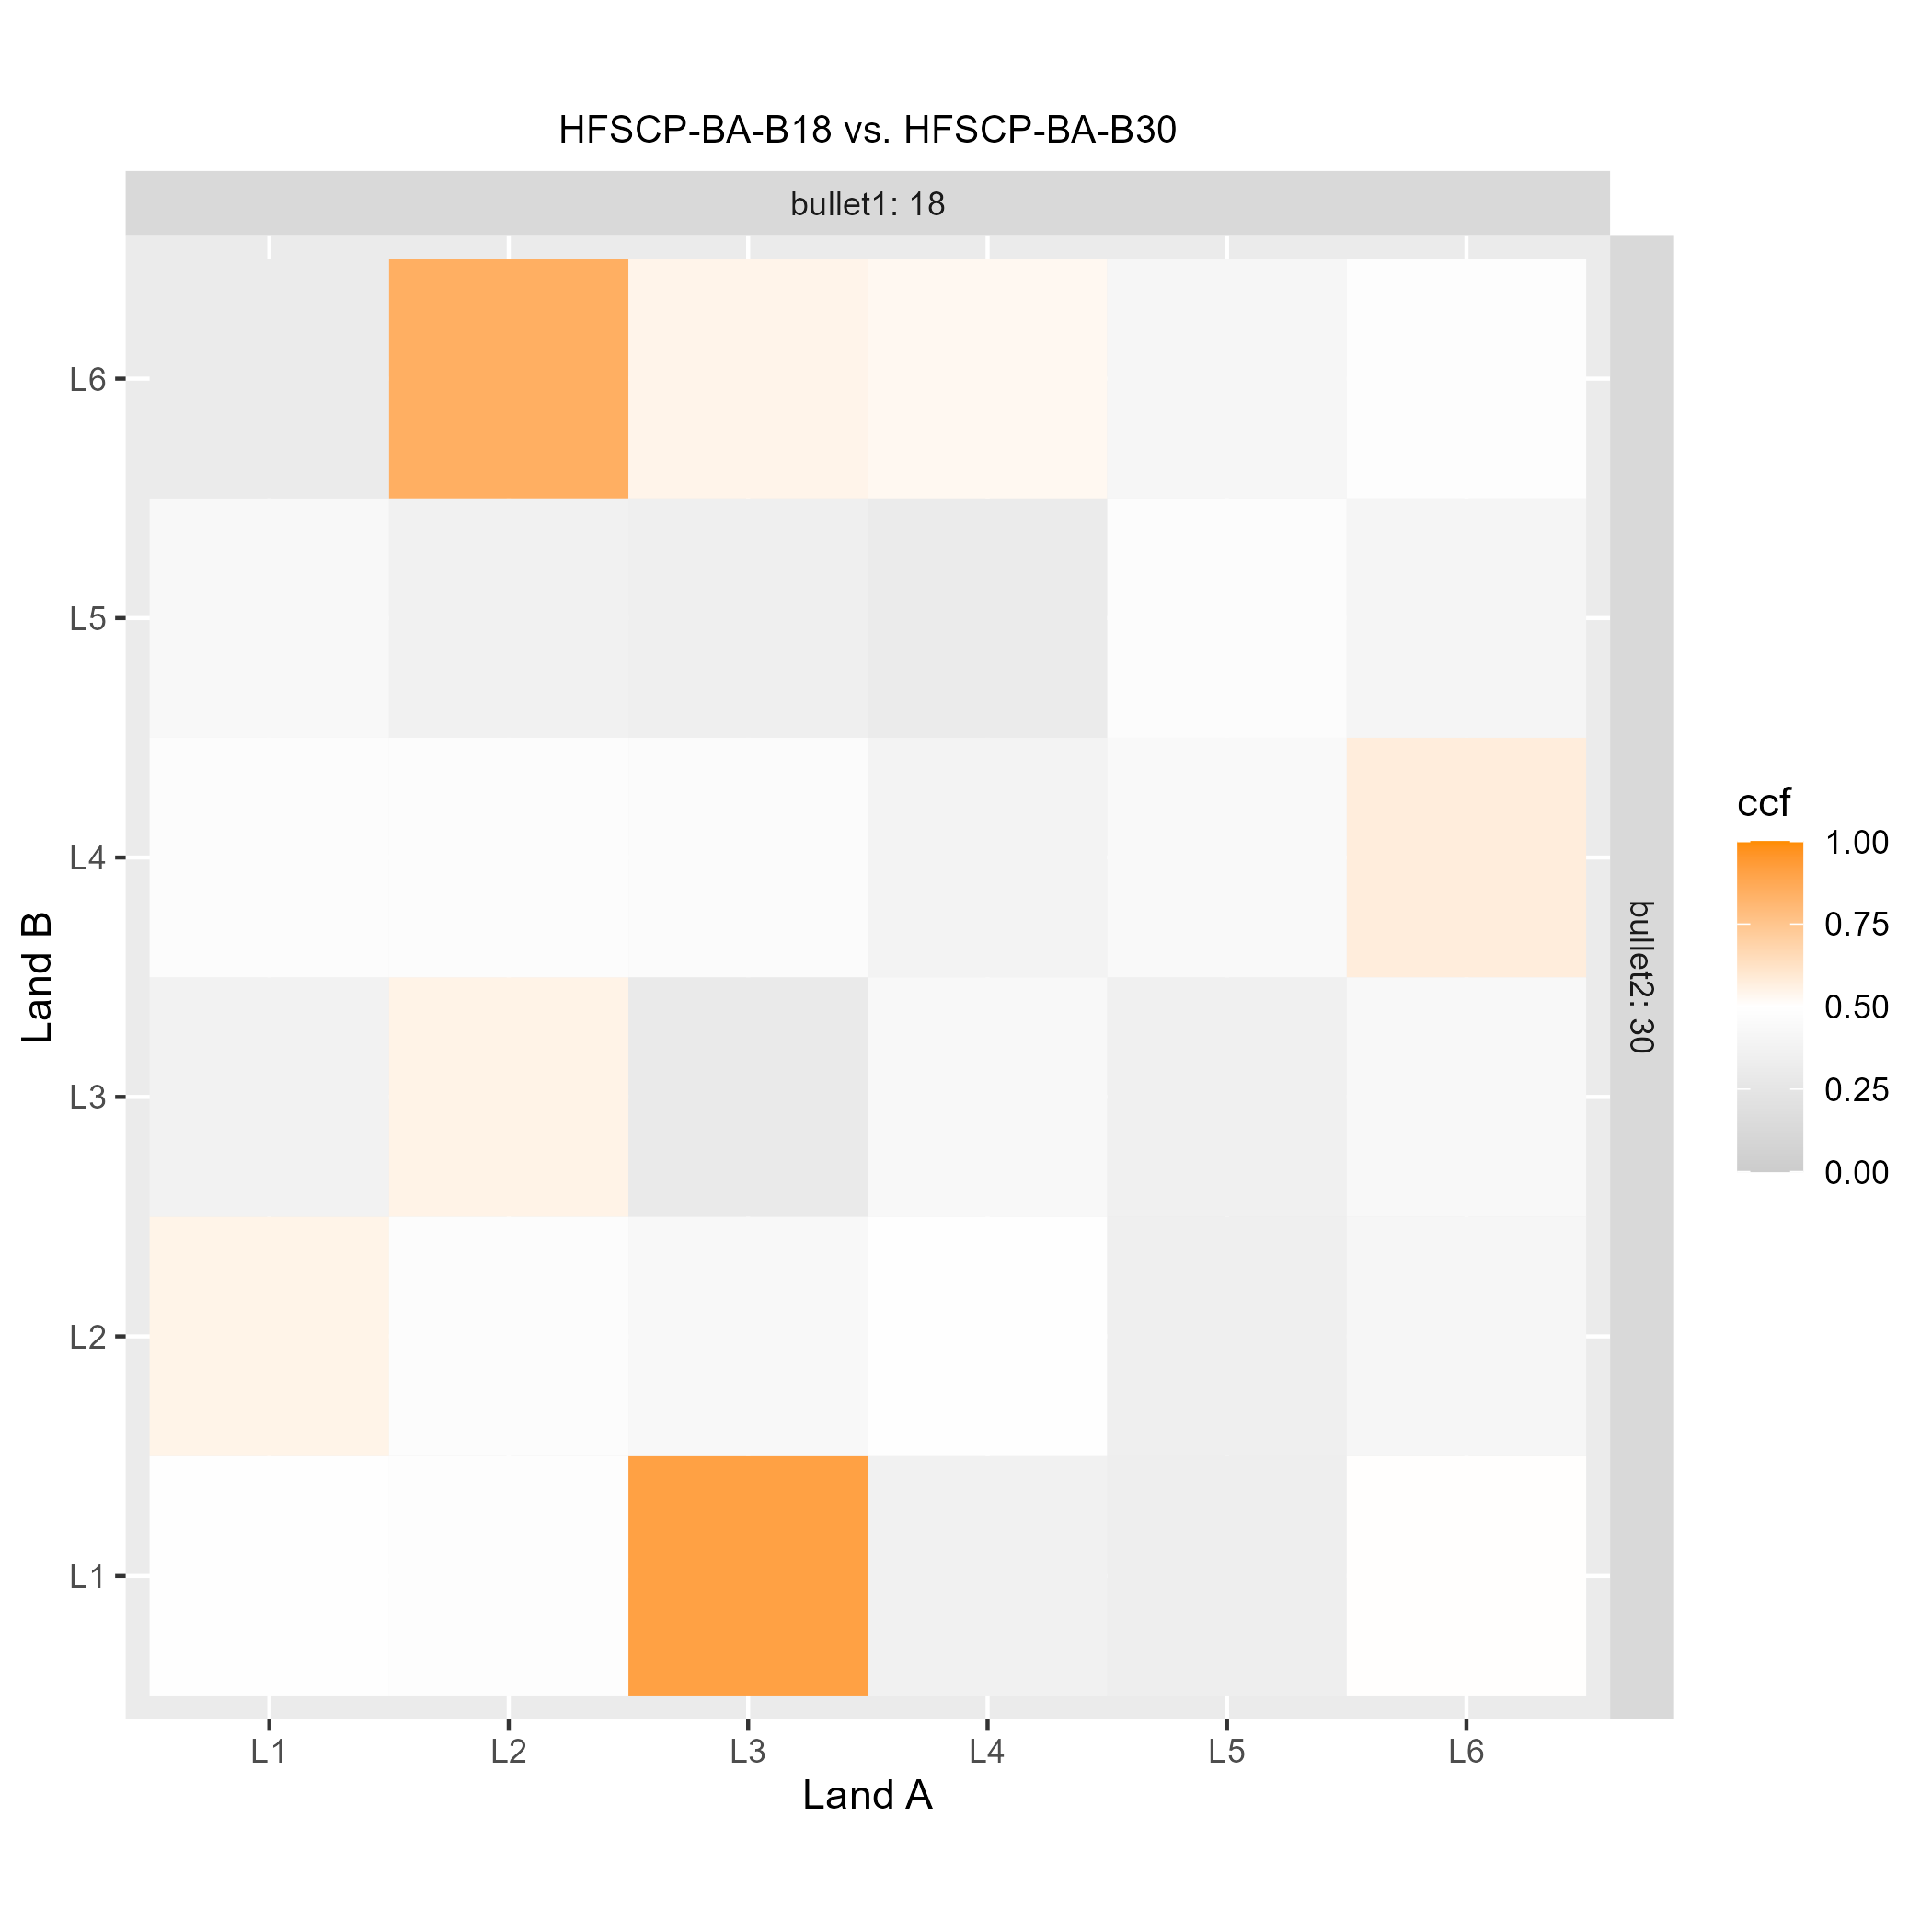 HFSCP-BA-B18 vs. HFSCP-BA-B30
bullet1: 18
L6
L5
L4
L3
L2
L1
Land B
bullet2: 30
L1 L2 L3 L4 L5 L6
Land A
ccf
1.00
0.75
0.50
0.25
0.00